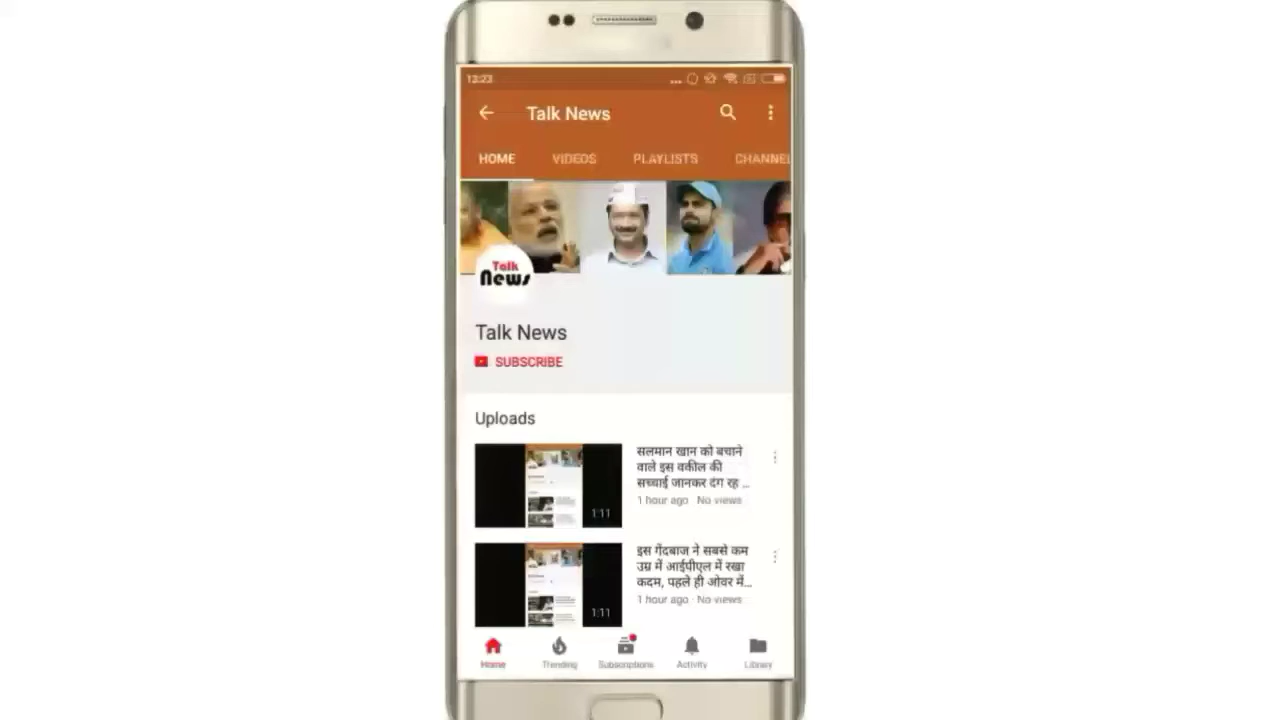 12:23
Talk News
HOME VIDEOS PLAYLISTS CHANNEL
Talk
News
Talk News
SUBSCRIBE
Uploads
सलमान खान को बचाने
वाले इस वकील की
सच्चाई जानकर दंग रह ...
1 hour ago · No views
1:11
इस गेंदबाज ने सबसे कम
उम्र में आईपीएल में रखा
कदम, पहले ही ओवर में...
1 hour ago · No views
1:11
Home Trending Subscriptions Activity Library